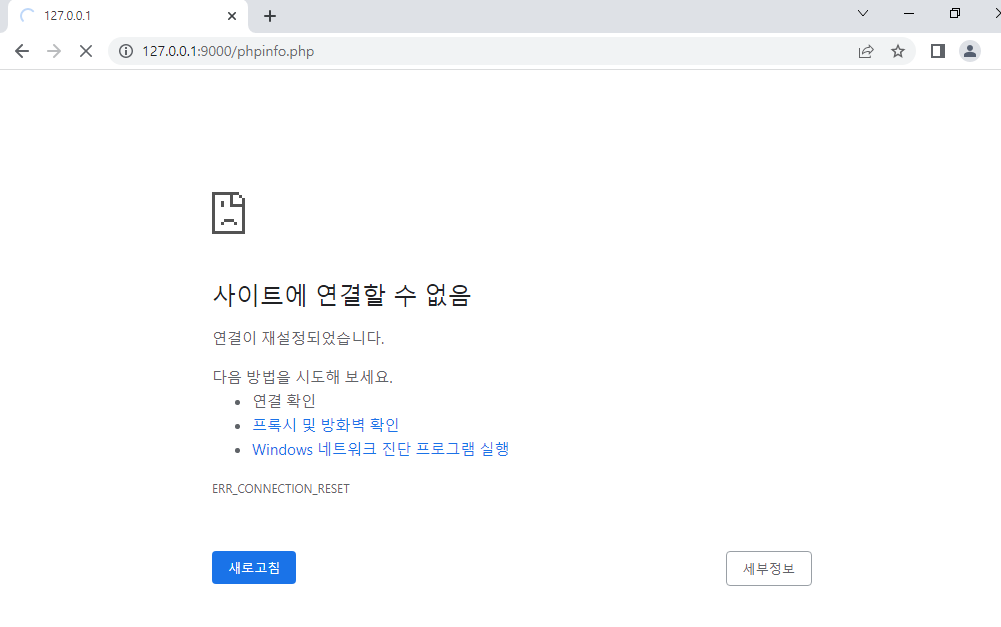 127.0.0.1
127.0.0.1:9000/phpinfo.php
사이트에 연결할 수 없음
연결이 재설정되었습니다.
다음 방법을 시도해 보세요.
연결 확인
프록시 및 방화벽 확인
Windows 네트워크 진단 프로그램 실행
ERR_CONNECTION_RESET
새로고침
세부정보